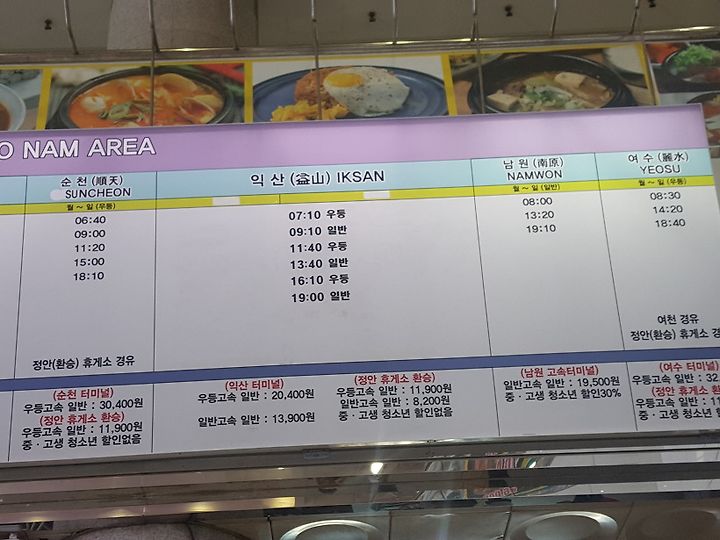 O NAM AREA
순 천 (順天)
SUNCHEON
월 ~ 일 (우등)
06:40
09:00
11:20
15:00
18:10
정안(환승) 휴게소 경유
익 산 (益山) IKSAN
07:10 우등
09:10 일반
11:40 우등
13:40 일반
16:10 우등
19:00 일반
남 원 (南原)
NAMWON
월 ~ 일 (일반)
08:00
13:20
19:10
여 수 (麗水)
YEOSU
월 ~ 일 (우등)
08:30
14:20
18:40
여천 경유
정안(환승) 휴게소 경
(순천 터미널)
우등고속 일반 : 30,400원
(정안 휴게소 환승)
우등고속 일반 : 11,900원
중 · 고생 청소년 할인없음
(익산 터미널)
우등고속 일반 : 20,400원
일반고속 일반 : 13,900원
(정안 휴게소 환승)
우등고속 일반 : 11,900원
일반고속 일반 : 8,200원
중 · 고생 청소년 할인없음
(남원 고속터미널)
일반고속 일반 : 19,500원
중 · 고생 청소년 할인30%
(여수 터미널)
우등고속 일반 : 32,
(정안 휴게소 환
우등고속 일반 : 11
중 · 고생 청소년 할